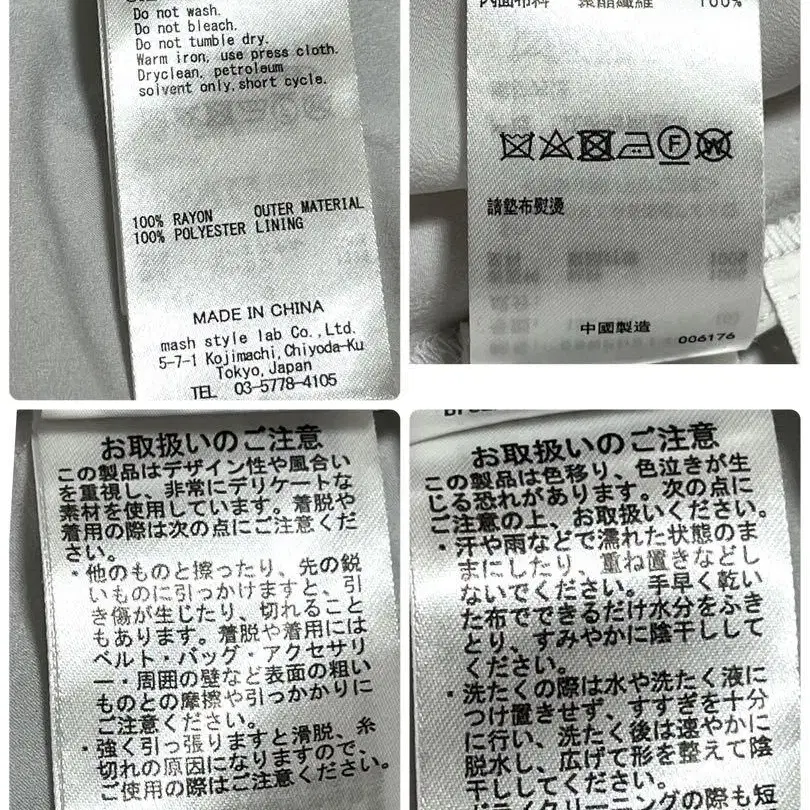 Do not wash.
Do not bleach.
Do not tumble dry.
Warm iron, use press cloth.
Dryclean, petroleum
solvent only, short cycle.
100% RAYON OUTER MATERIAL
100% POLYESTER LINING
MADE IN CHINA
mash style lab Co.,Ltd.
5-7-1 Kojimachi,Chiyoda-Ku
Tokyo,Japan
TEL 03-5778-4105
內面布料 聚酯纖維 100%
F W
請墊布熨燙
中國製造
006176
お取扱いのご注意
この製品はデザイン性や風合い
を重視し、非常にデリケートな
素材を使用しています。着脱や
着用の際は次の点にご注意くだ
さい。
・他のものと擦ったり、先の鋭
いものに引っかけますと、引
き傷が生じたり、切れること
もあります。着脱や着用には
ベルト・バッグ・アクセサリ
ー・周囲の壁など表面の粗い
ものとの摩擦や引っかかりに
ご注意ください。
・強く引っ張りますと滑脱、糸
切れの原因になりますので、
ご使用の際はご注意ください。
お取扱いのご注意
この製品は色移り、色泣きが生
じる恐れがあります。次の点に
ご注意の上、お取扱いください。
・汗や雨などで濡れた状態のま
まにしたり、重ね置きなどし
ないでください。手早く乾い
た布でできるだけ水分をふき
とり、すみやかに陰干しして
ください。
・洗たくの際は水や洗たく液に
つけ置きせず、すすぎを十分
に行い、洗たく後は速やかに
脱水し、広げて形を整えて陰
干ししてください。
ドライクリーニングの際も短